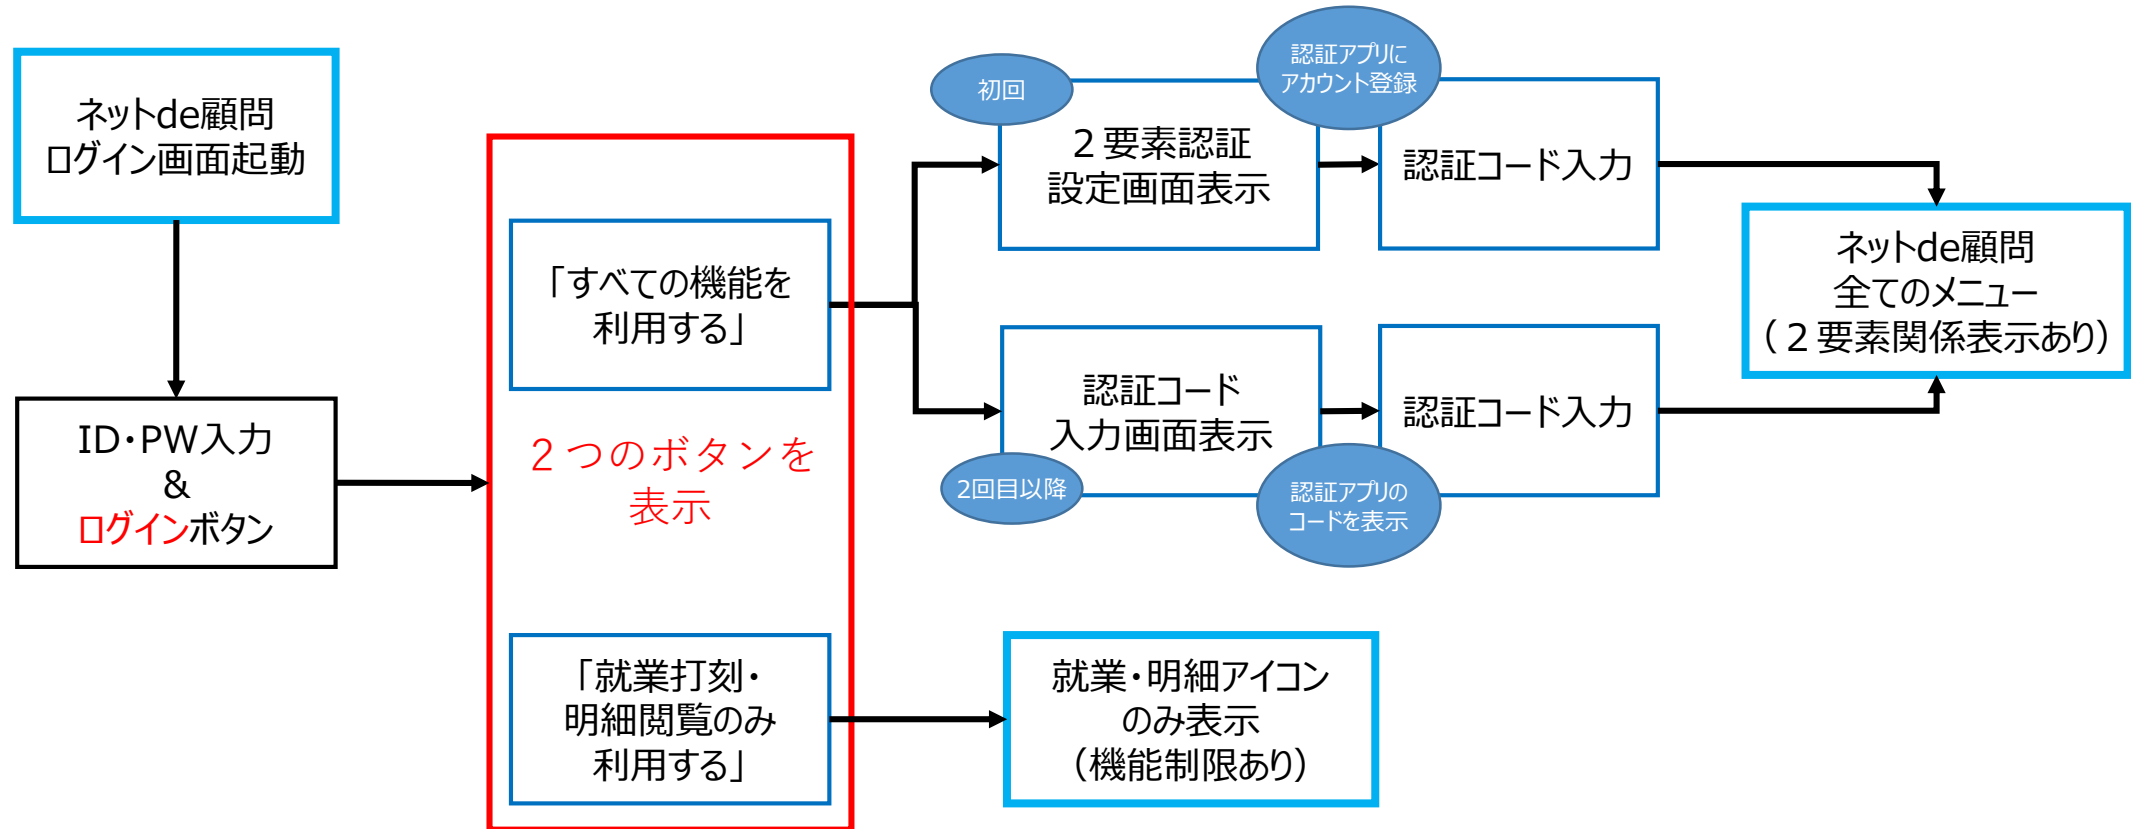 ネットde顧問
ログイン画面起動
ID・PW入力
&
ログインボタン
２つのボタンを
表示
「すべての機能を
利用する」
「就業打刻・
明細閲覧のみ
利用する」
初回
２要素認証
設定画面表示
認証アプリに
アカウント登録
認証コード入力
認証コード
入力画面表示
2回目以降
認証コード入力
認証アプリの
コードを表示
ネットde顧問
全てのメニュー
（２要素関係表示あり）
就業・明細アイコン
のみ表示
（機能制限あり）